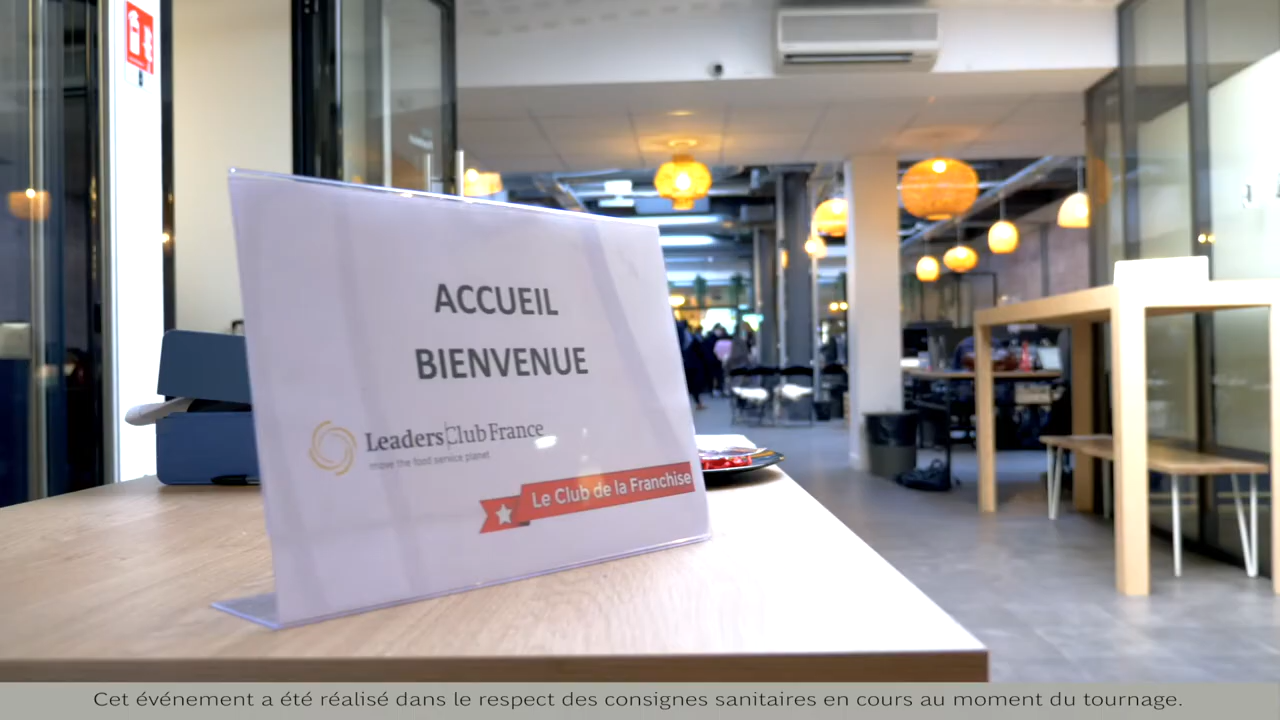 ACCUEIL
BIENVENUE
Leaders Club France
move the food service planet
Le Club de la Franchise
Cet événement a été réalisé dans le respect des consignes sanitaires en cours au moment du tournage.